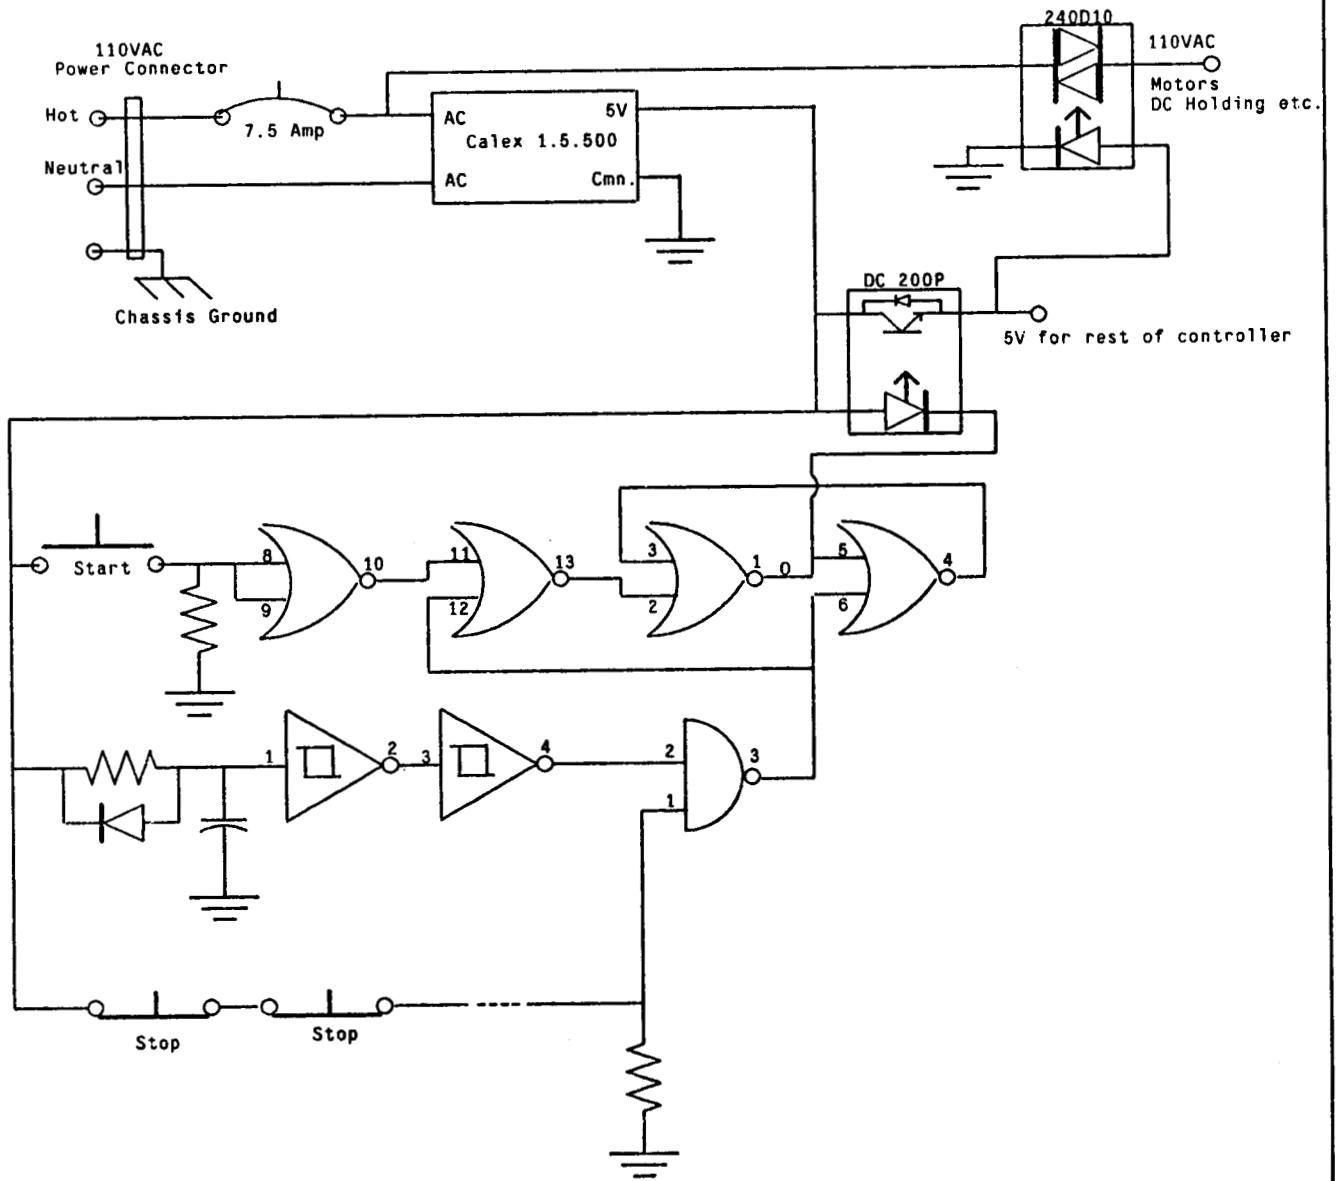 240D10
110VAC
Power Connector
110VAC
Motors
DC Holding etc.
Hot
7.5 Amp
AC
5V
Calex 1.5.500
Neutral
AC
Cmn.
Chassis Ground
DC 200P
5V for rest of controller
Start
8
9
10
11
12
13
3
2
1
0
5
6
4
1
2
3
4
2
1
3
Stop
Stop